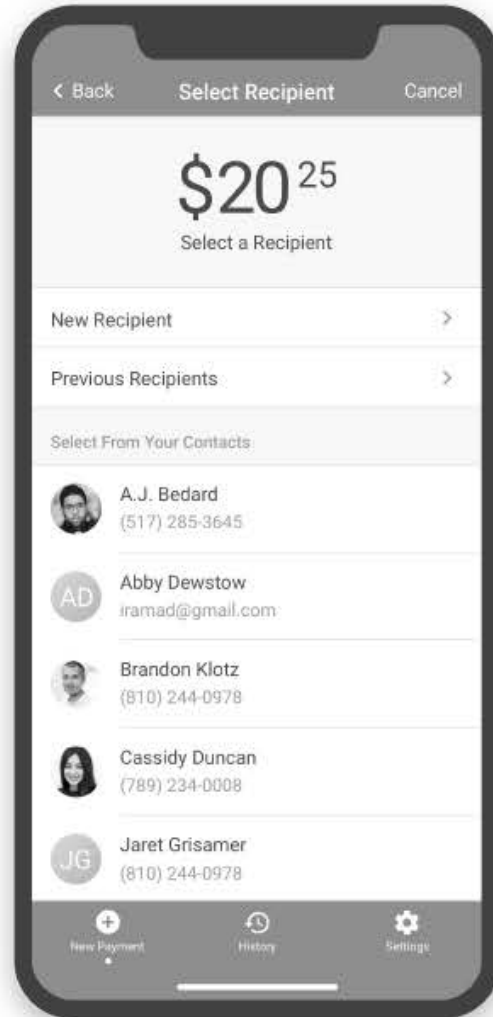 Back Select Recipient Cancel
$20 25
Select a Recipient
New Recipient
Previous Recipients
Select From Your Contacts
A.J. Bedard
(517) 285-3645
AD Abby Dewstow
iramad@gmail.com
Brandon Klotz
(810) 244-0978
Cassidy Duncan
(789) 234-0008
JG Jaret Grisamer
(810) 244-0978
New Payment History Settings